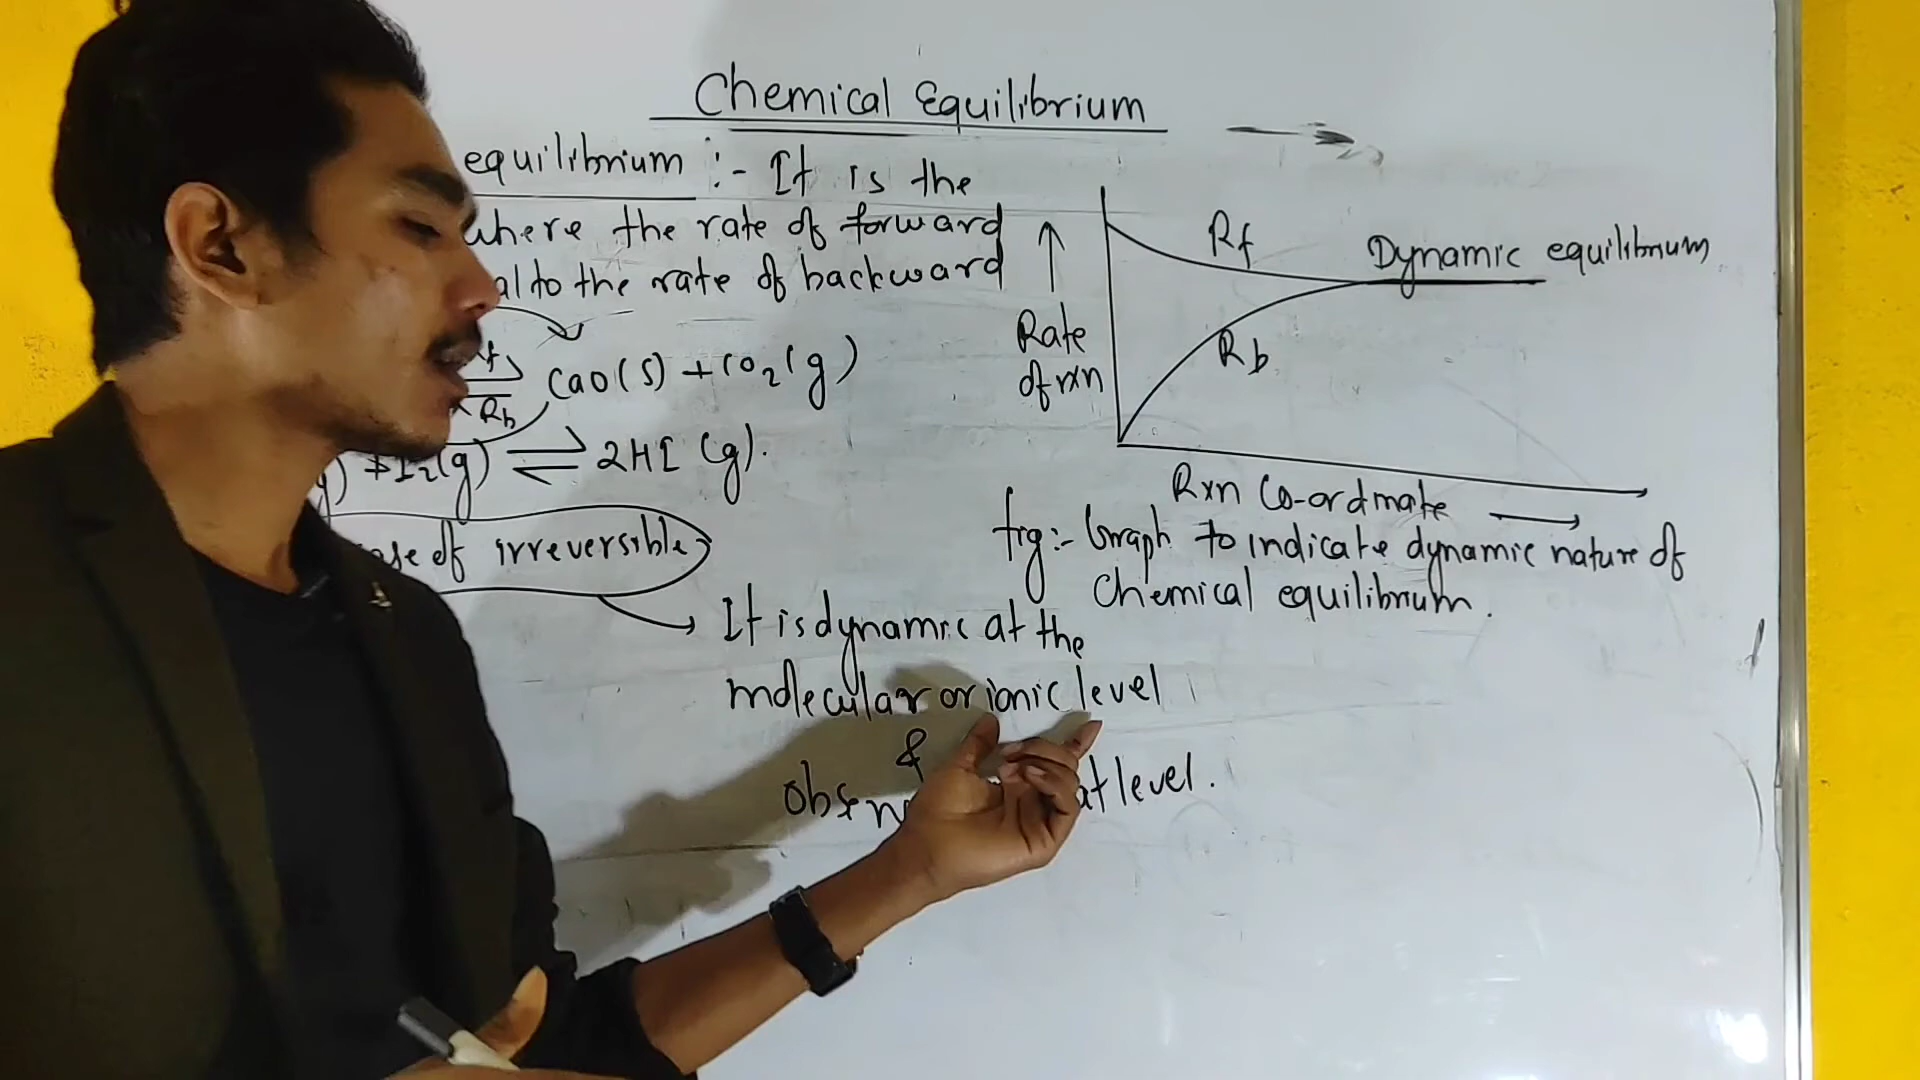 Chemical Equilibrium
equilibrium :- It is the
where the rate of forward
al to the rate of backward
CaO(s) + CO2(g)
Rb
+ I2(g) ⇌ 2HI (g).
of irreversible
It is dynamic at the
molecular or ionic level
&
at level.
Rf
Dynamic equilibrium
Rb
Rate
of rxn
Rxn Co-ordinate
fig:- Graph to indicate dynamic nature of
Chemical equilibrium.